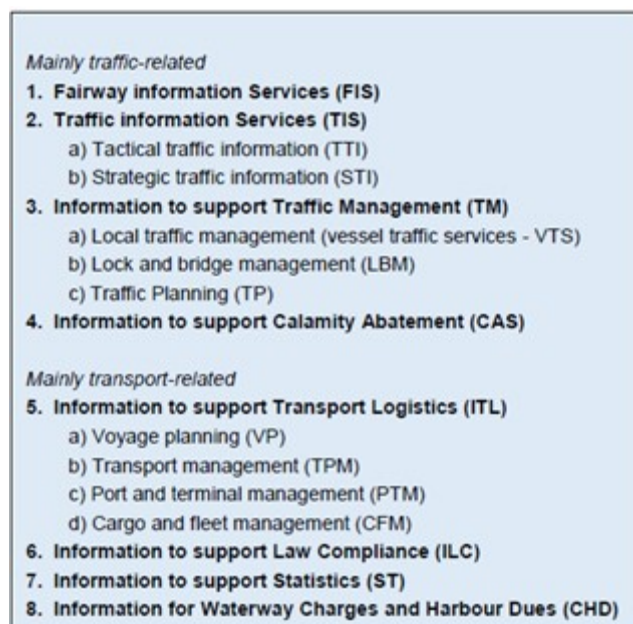 Mainly traffic-related
1. Fairway information Services (FIS)
2. Traffic information Services (TIS)
a) Tactical traffic information (TTI)
b) Strategic traffic information (STI)
3. Information to support Traffic Management (TM)
a) Local traffic management (vessel traffic services - VTS)
b) Lock and bridge management (LBM)
c) Traffic Planning (TP)
4. Information to support Calamity Abatement (CAS)
Mainly transport-related
5. Information to support Transport Logistics (ITL)
a) Voyage planning (VP)
b) Transport management (TPM)
c) Port and terminal management (PTM)
d) Cargo and fleet management (CFM)
6. Information to support Law Compliance (ILC)
7. Information to support Statistics (ST)
8. Information for Waterway Charges and Harbour Dues (CHD)